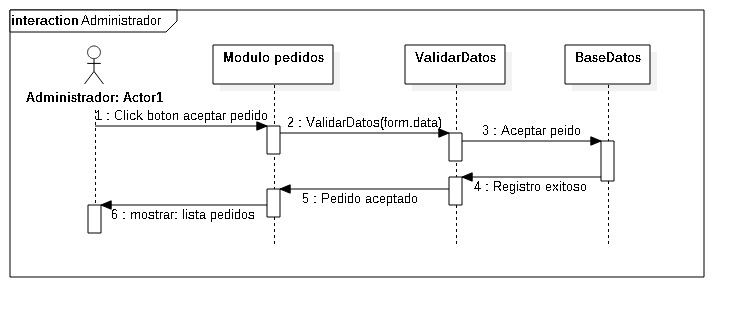 interaction Administrador
Modulo pedidos
ValidarDatos
BaseDatos
Administrador: Actor1
1 : Click boton aceptar pedido
2 : ValidarDatos(form.data)
3 : Aceptar peido
4 : Registro exitoso
5 : Pedido aceptado
6 : mostrar: lista pedidos